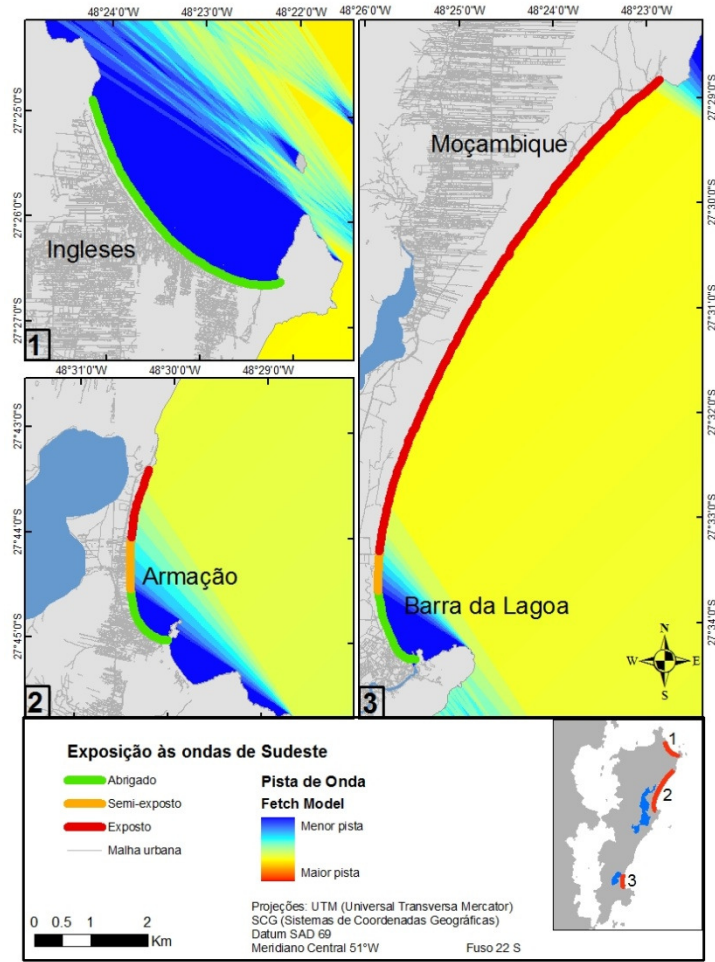 48°24'0"W 48°23'0"W 48°22'0"W
48°26'0"W 48°25'0"W 48°24'0"W 48°23'0"W
27°25'0"S
27°26'0"S
27°27'0"S
Ingleses
1
48°31'0"W 48°30'0"W 48°29'0"W
27°43'0"S
27°44'0"S
27°45'0"S
Armação
2
Moçambique
Barra da Lagoa
3
27°29'0"S
27°30'0"S
27°31'0"S
27°32'0"S
27°33'0"S
27°34'0"S
N
W E
S
Exposição às ondas de Sudeste
Abrigado
Semi-exposto
Exposto
Malha urbana
Pista de Onda
Fetch Model
Menor pista
Maior pista
0 0.5 1 2
Km
Projeções: UTM (Universal Transversa Mercator)
SCG (Sistemas de Coordenadas Geográficas)
Datum SAD 69
Meridiano Central 51°W Fuso 22 S
1
2
3